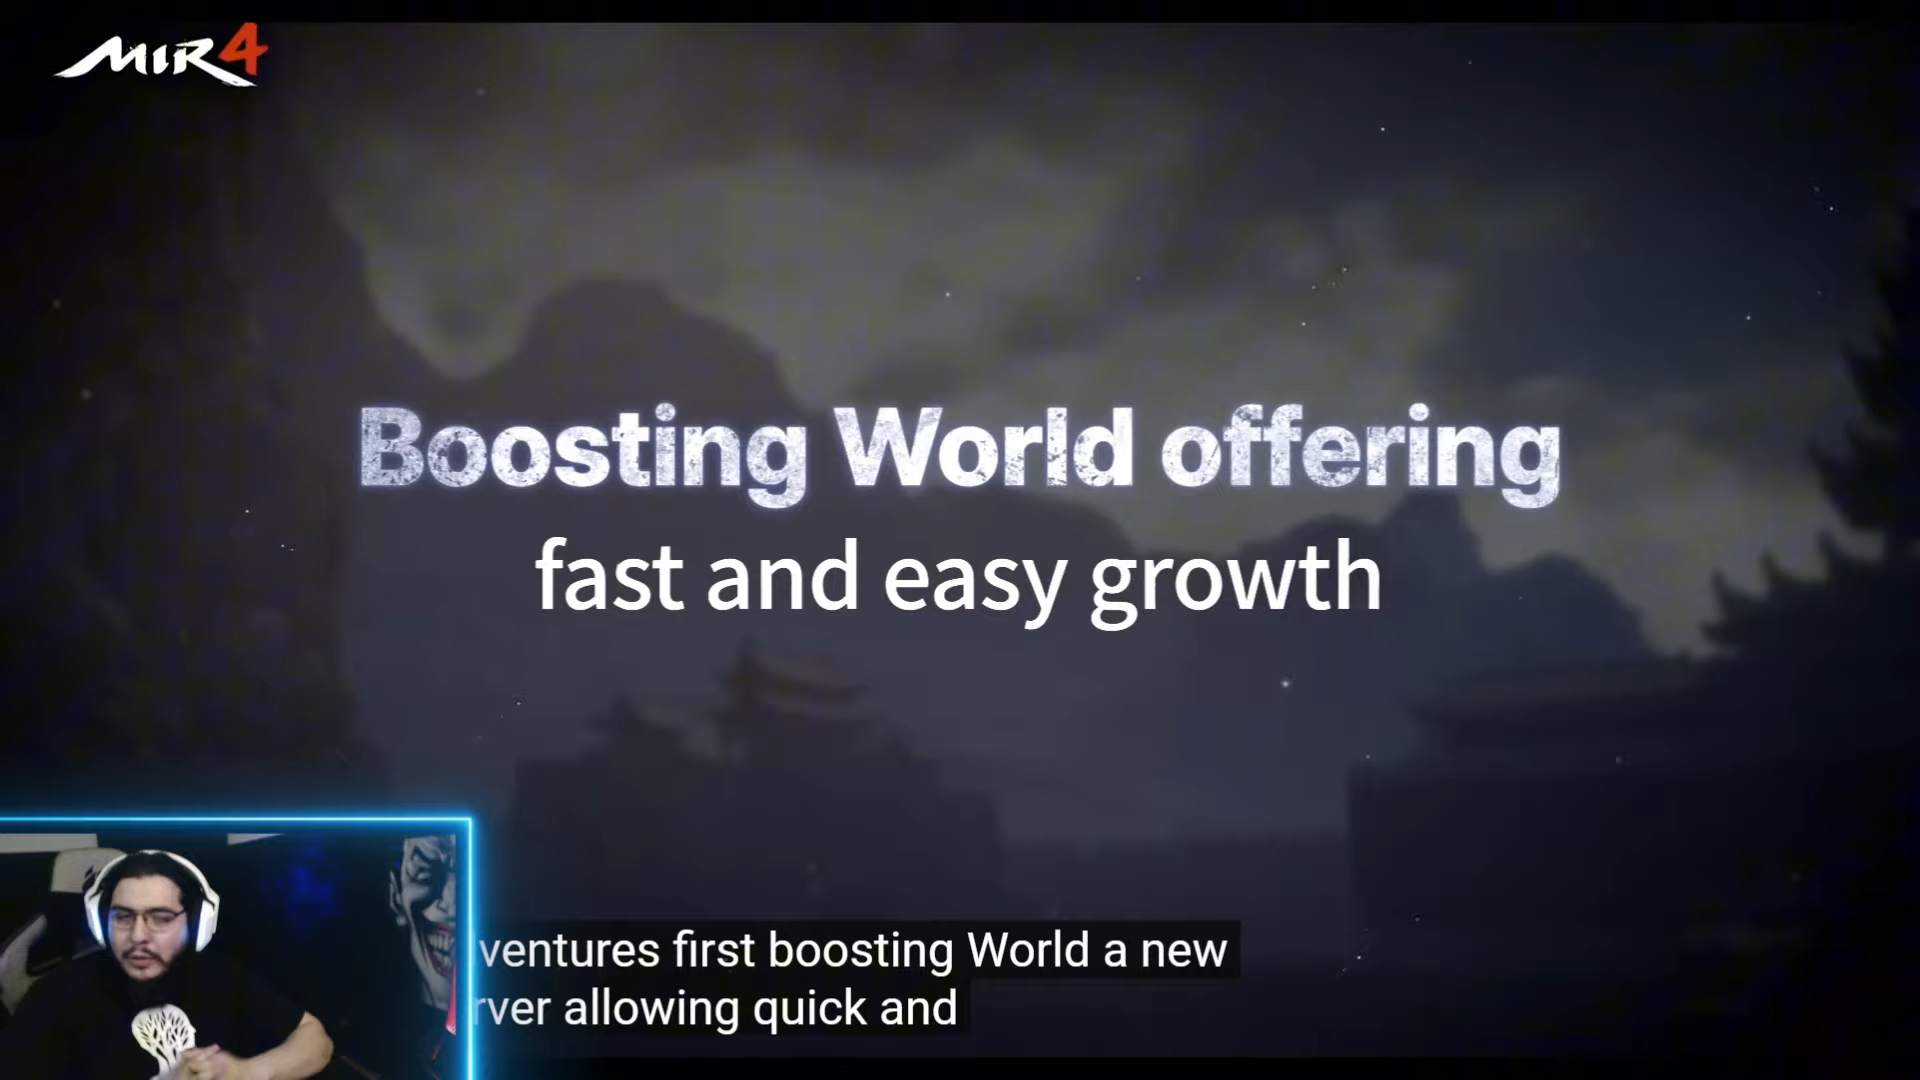 MIR4
Boosting World offering
fast and easy growth
ventures first boosting World a new
rver allowing quick and